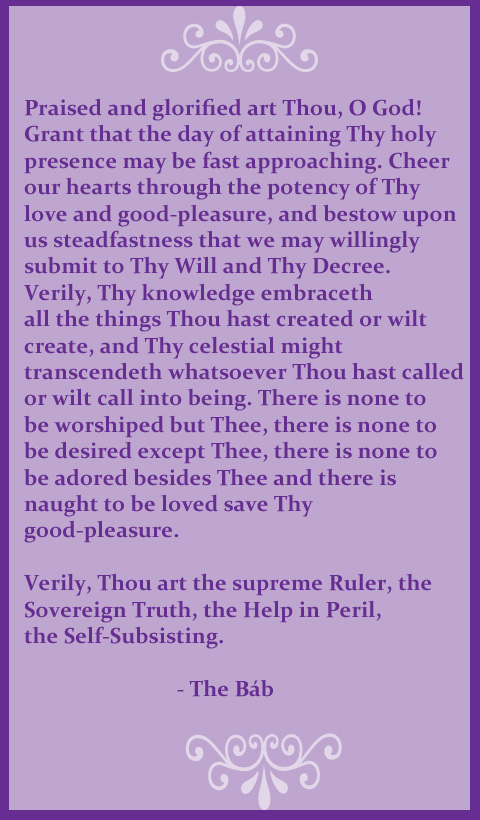 Praised and glorified art Thou, O God!
Grant that the day of attaining Thy holy
presence may be fast approaching. Cheer
our hearts through the potency of Thy
love and good-pleasure, and bestow upon
us steadfastness that we may willingly
submit to Thy Will and Thy Decree.
Verily, Thy knowledge embraceth
all the things Thou hast created or wilt
create, and Thy celestial might
transcendeth whatsoever Thou hast called
or wilt call into being. There is none to
be worshiped but Thee, there is none to
be desired except Thee, there is none to
be adored besides Thee and there is
naught to be loved save Thy
good-pleasure.
Verily, Thou art the supreme Ruler, the
Sovereign Truth, the Help in Peril,
the Self-Subsisting.
- The Báb